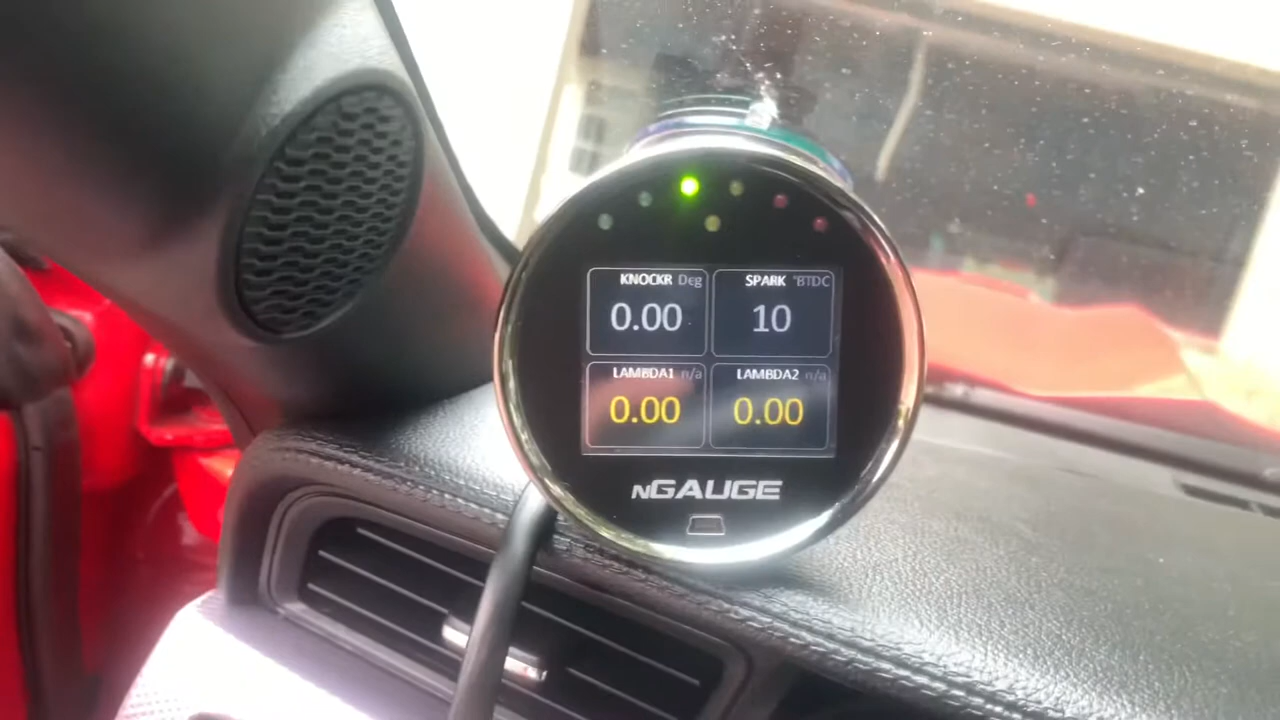 KNOCKR Deg
0.00
SPARK °BTDC
10
LAMBDA1 n/a
0.00
LAMBDA2 n/a
0.00
nGAUGE